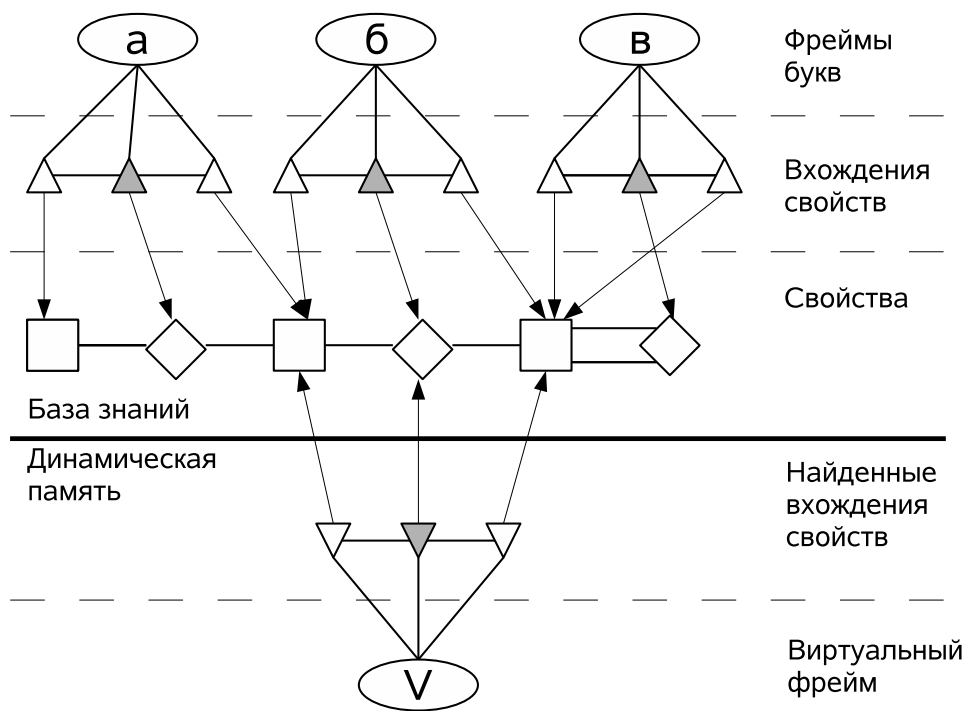 а
б
в
Фреймы
букв
Вхождения
свойств
Свойства
База знаний
Динамическая
память
Найденные
вхождения
свойств
Виртуальный
фрейм
V